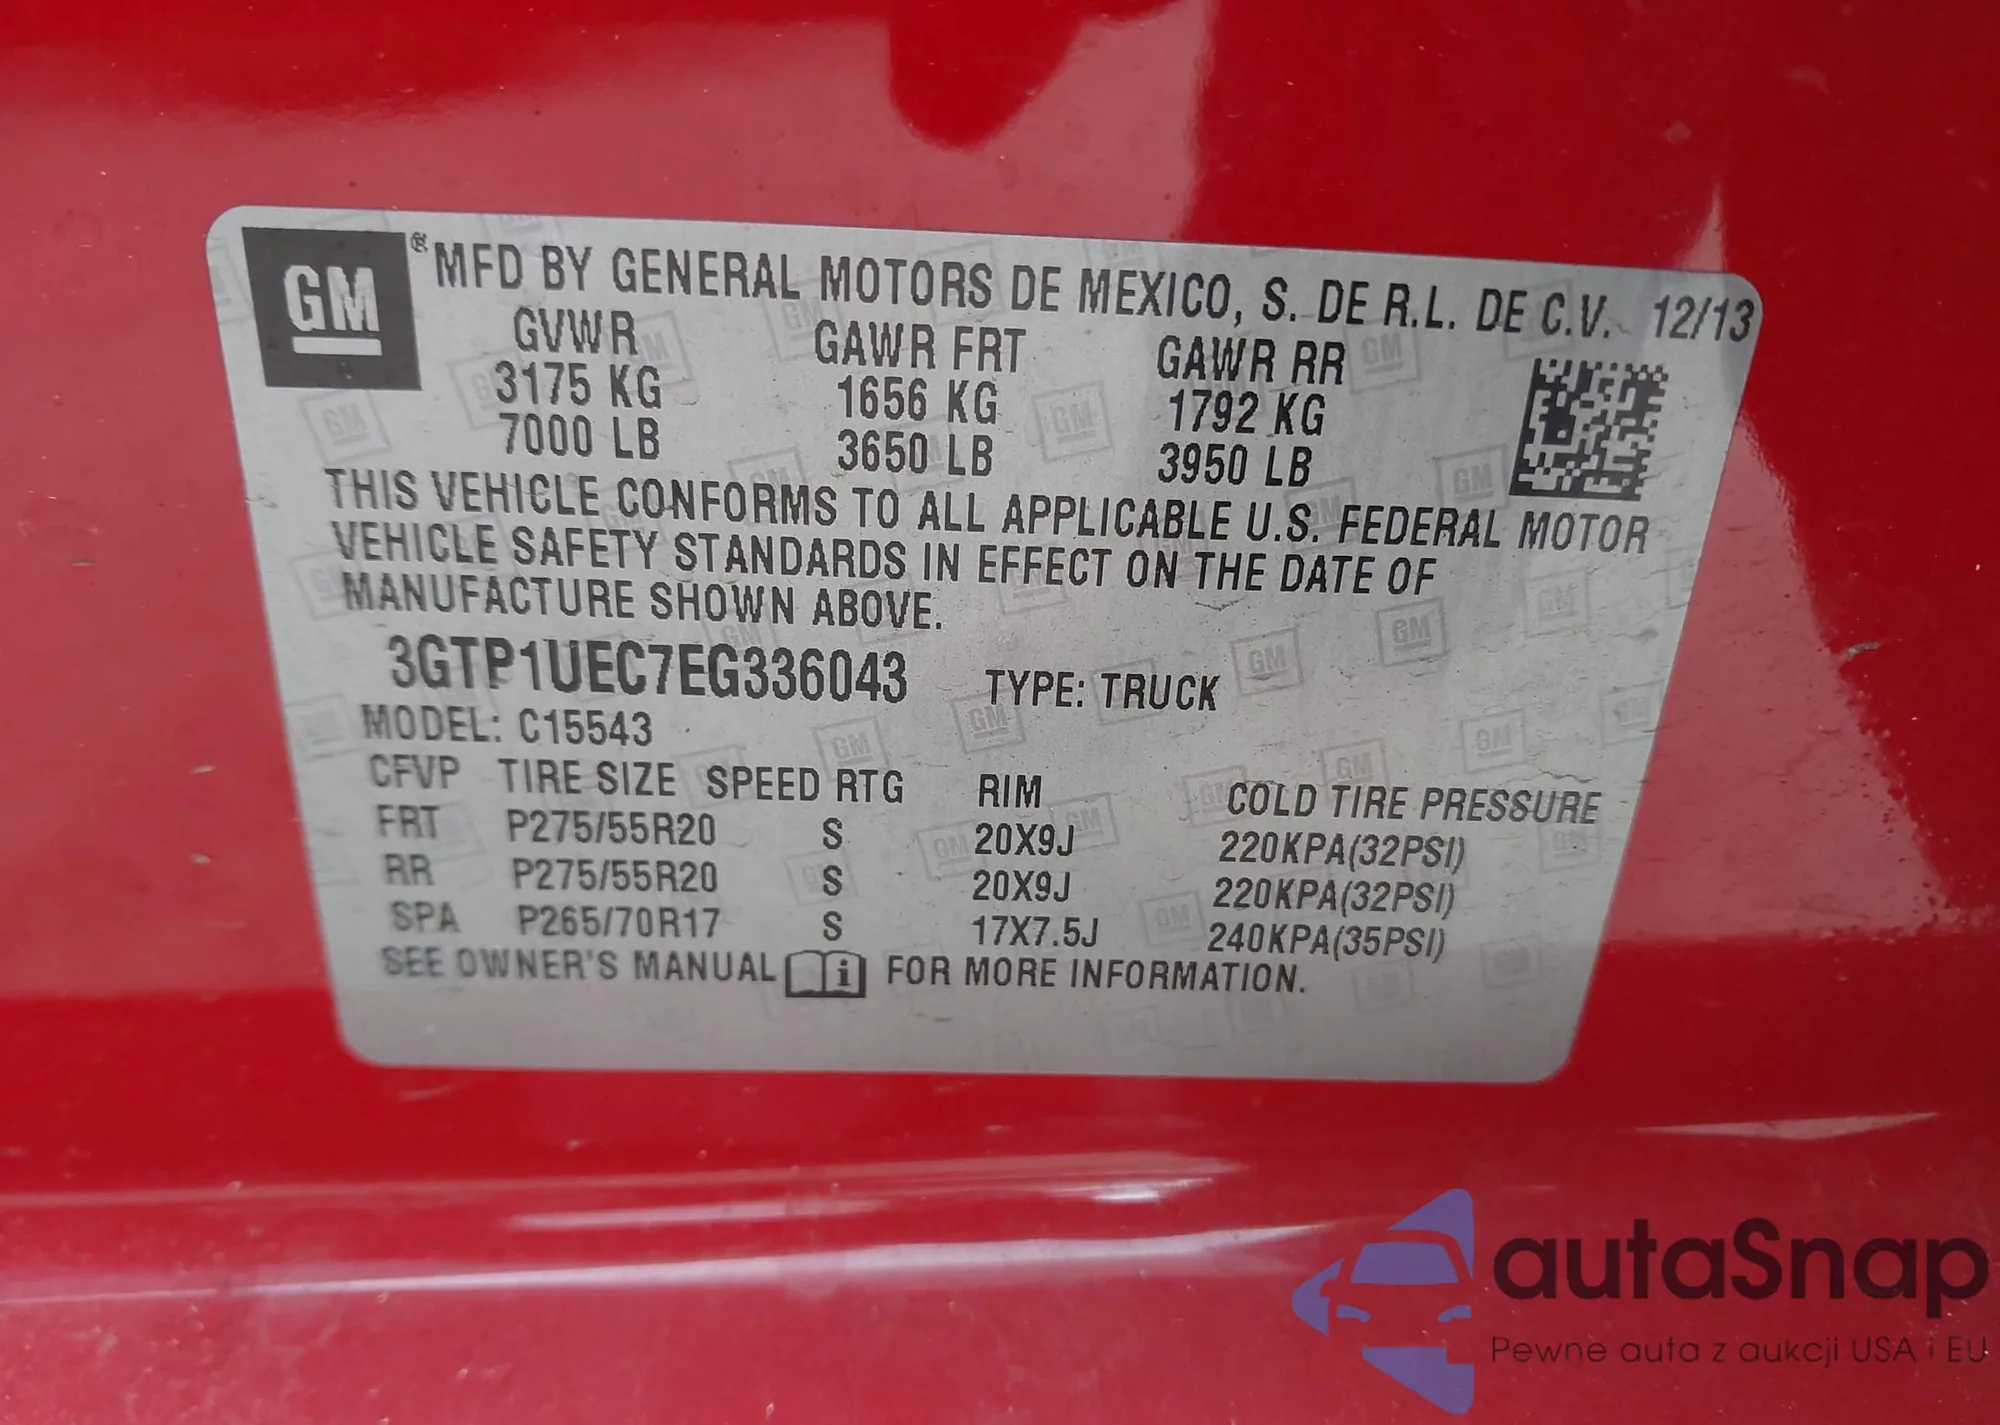 GM ® MFD BY GENERAL MOTORS DE MEXICO, S. DE R.L. DE C.V. 12/13
GVWR GAWR FRT GAWR RR
3175 KG 1656 KG 1792 KG
7000 LB 3650 LB 3950 LB
THIS VEHICLE CONFORMS TO ALL APPLICABLE U.S. FEDERAL MOTOR
VEHICLE SAFETY STANDARDS IN EFFECT ON THE DATE OF
MANUFACTURE SHOWN ABOVE.
3GTP1UEC7EG336043 TYPE: TRUCK
MODEL: C15543
CFVP TIRE SIZE SPEED RTG RIM COLD TIRE PRESSURE
FRT P275/55R20 S 20X9J 220KPA(32PSI)
RR P275/55R20 S 20X9J 220KPA(32PSI)
SPA P265/70R17 S 17X7.5J 240KPA(35PSI)
SEE OWNER'S MANUAL i FOR MORE INFORMATION.
autaSnap
Pewne auta z aukcji USA i EU